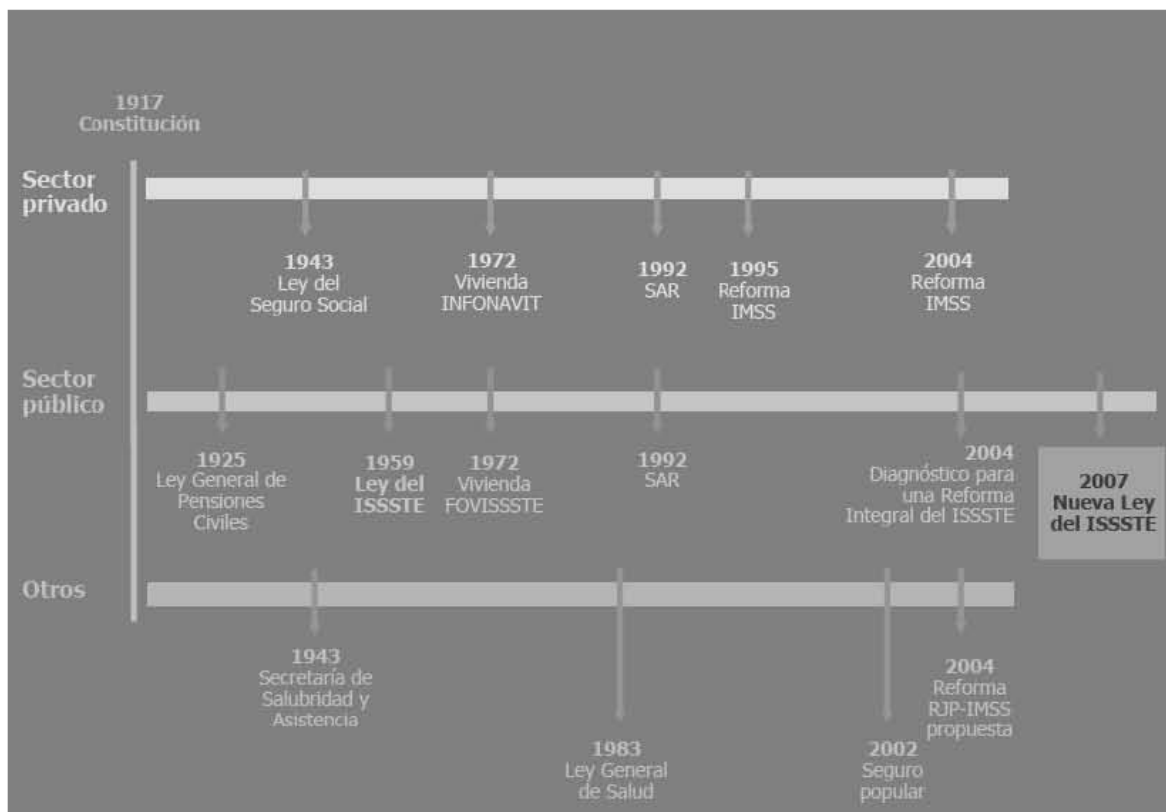 1917
Constitución
Sector
privado
1943
Ley del
Seguro Social
1972
Vivienda
INFONAVIT
1992
SAR
1995
Reforma
IMSS
2004
Reforma
IMSS
Sector
público
1925
Ley General de
Pensiones
Civiles
1959
Ley del
ISSSTE
1972
Vivienda
FOVISSSTE
1992
SAR
2004
Diagnóstico para
una Reforma
Integral del ISSSTE
2007
Nueva Ley
del ISSSTE
Otros
1943
Secretaría de
Salubridad y
Asistencia
1983
Ley General
de Salud
2002
Seguro
popular
2004
Reforma
RJP-IMSS
propuesta